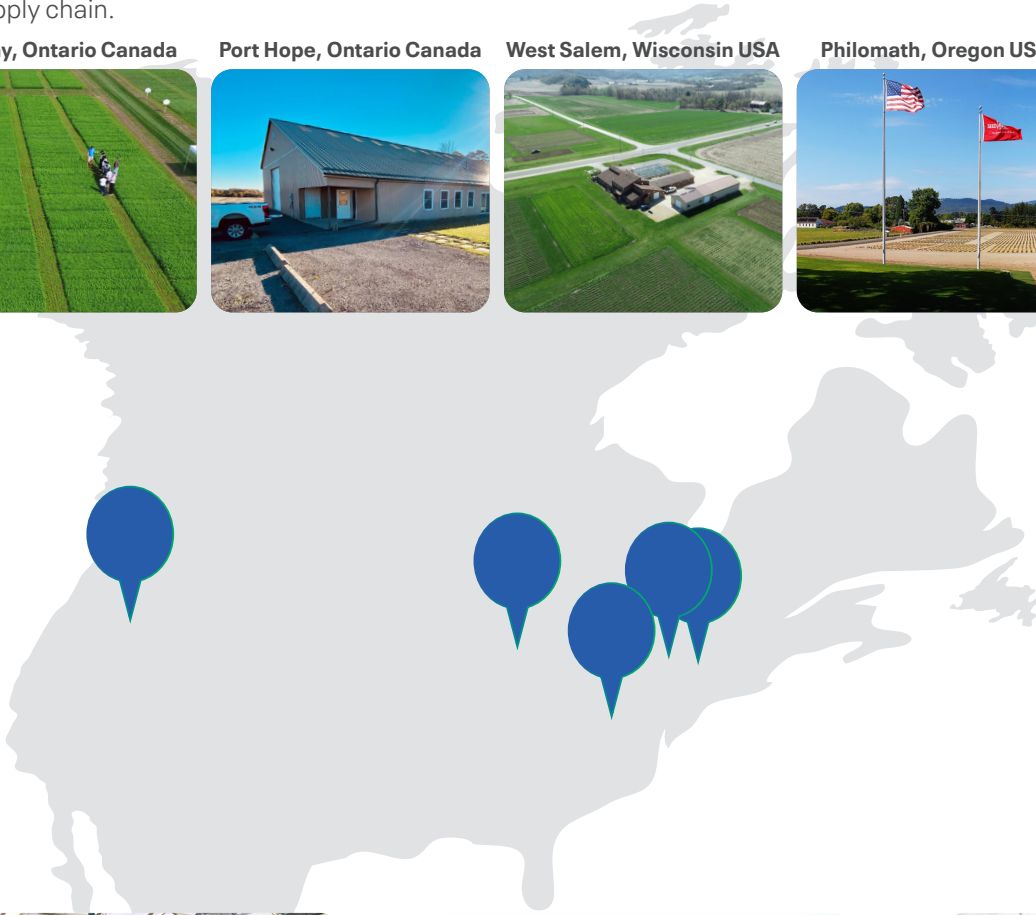 pply chain.
y, Ontario Canada
Port Hope, Ontario Canada
West Salem, Wisconsin USA
Philomath, Oregon US